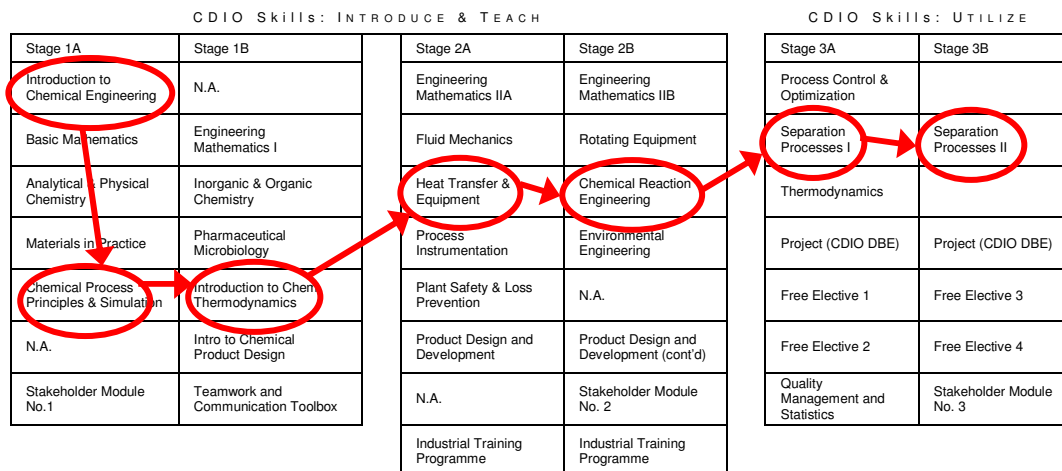 CDIO Skills: INTRODUCE & TEACH
CDIO Skills: UTILIZE
Stage 1A
Stage 1B
Introduction to
Chemical Engineering
N.A.
Basic Mathematics
Engineering
Mathematics I
Analytical & Physical
Chemistry
Inorganic & Organic
Chemistry
Materials in Practice
Pharmaceutical
Microbiology
Chemical Process
Principles & Simulation
Introduction to Chem
Thermodynamics
N.A.
Intro to Chemical
Product Design
Stakeholder Module
No.1
Teamwork and
Communication Toolbox
Stage 2A
Stage 2B
Engineering
Mathematics IIA
Engineering
Mathematics IIB
Fluid Mechanics
Rotating Equipment
Heat Transfer &
Equipment
Chemical Reaction
Engineering
Process
Instrumentation
Environmental
Engineering
Plant Safety & Loss
Prevention
N.A.
Product Design and
Development
Product Design and
Development (cont'd)
N.A.
Stakeholder Module
No. 2
Industrial Training
Programme
Industrial Training
Programme
Stage 3A
Stage 3B
Process Control &
Optimization
Separation
Processes I
Separation
Processes II
Thermodynamics
Project (CDIO DBE)
Project (CDIO DBE)
Free Elective 1
Free Elective 3
Free Elective 2
Free Elective 4
Quality
Management and
Statistics
Stakeholder Module
No. 3